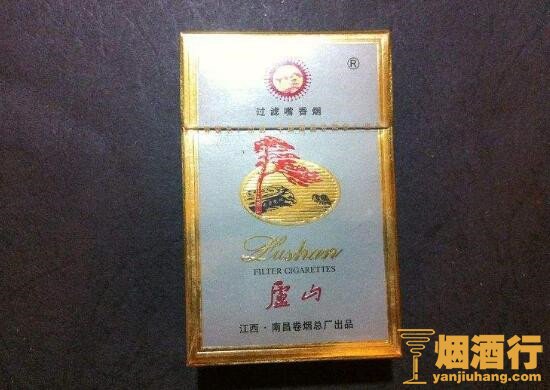 ®
过滤嘴香烟
Lushan
FILTER CIGARETTES
庐山
江西·南昌卷烟总厂出品
烟酒行
yanjiuhang.com